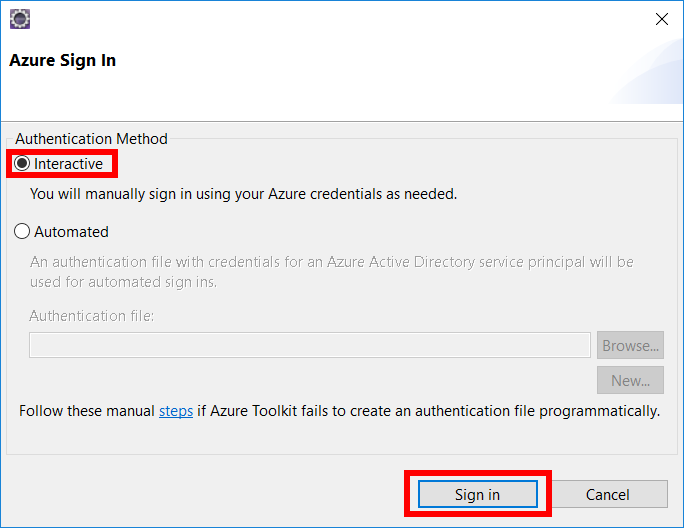 Azure Sign In
Authentication Method
Interactive
You will manually sign in using your Azure credentials as needed.
Automated
An authentication file with credentials for an Azure Active Directory service principal will be
used for automated sign ins.
Authentication file:
Browse...
New...
Follow these manual steps if Azure Toolkit fails to create an authentication file programmatically.
Sign in
Cancel